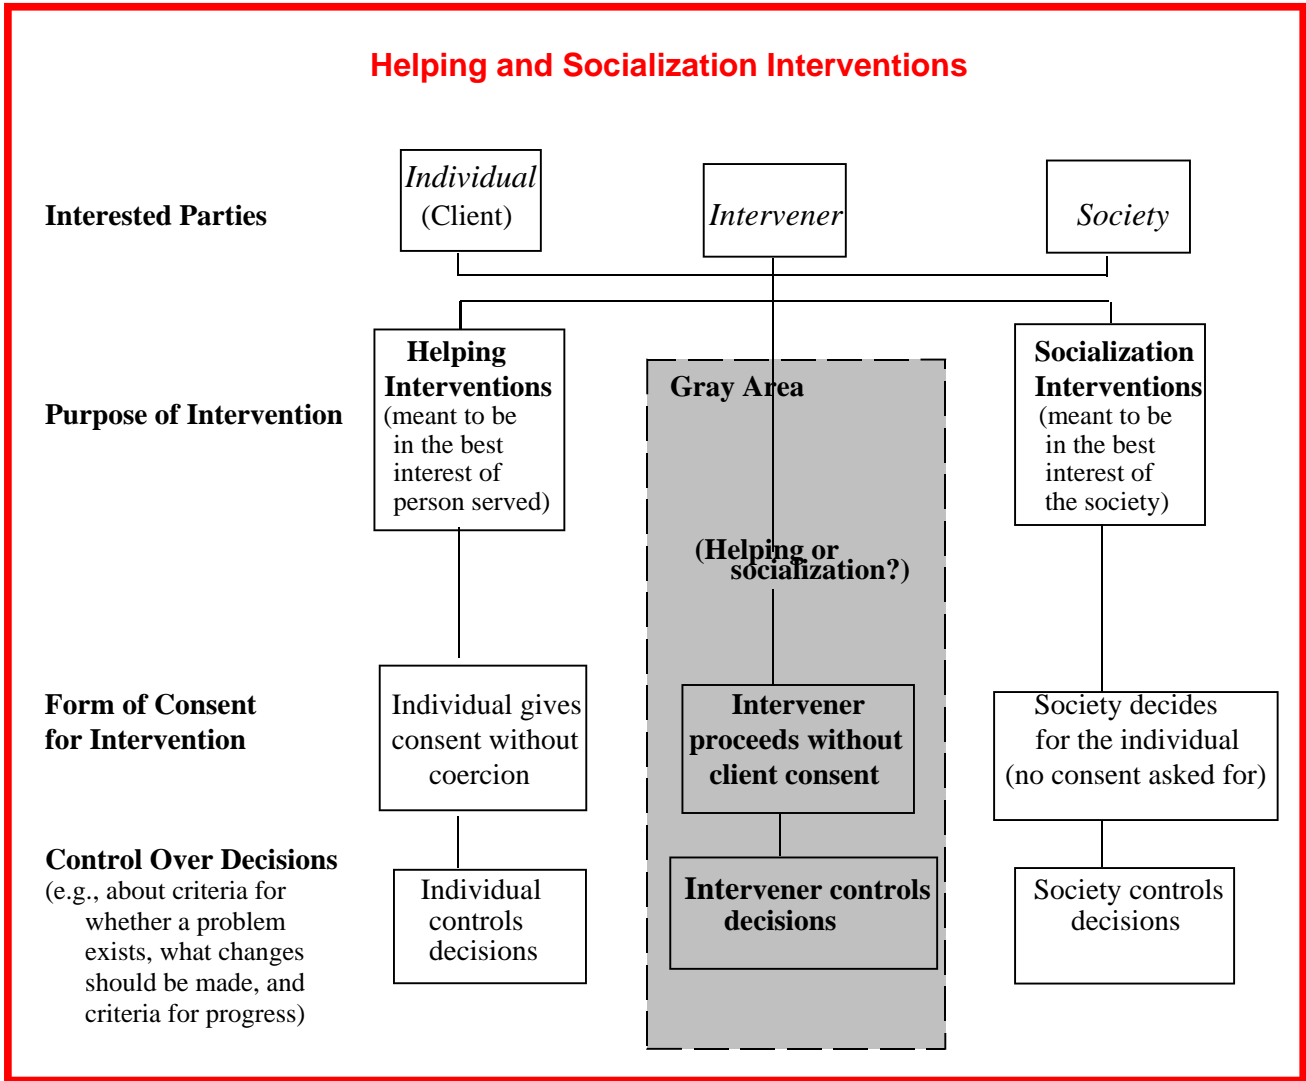 Helping and Socialization Interventions
Interested Parties
Individual
(Client)
Intervener
Society
Purpose of Intervention
Helping
Interventions
(meant to be
in the best
interest of
person served)
Gray Area
(Helping or
socialization?)
Socialization
Interventions
(meant to be
in the best
interest of
the society)
Form of Consent
for Intervention
Individual gives
consent without
coercion
Intervener
proceeds without
client consent
Society decides
for the individual
(no consent asked for)
Control Over Decisions
(e.g., about criteria for
whether a problem
exists, what changes
should be made, and
criteria for progress)
Individual
controls
decisions
Intervener controls
decisions
Society controls
decisions